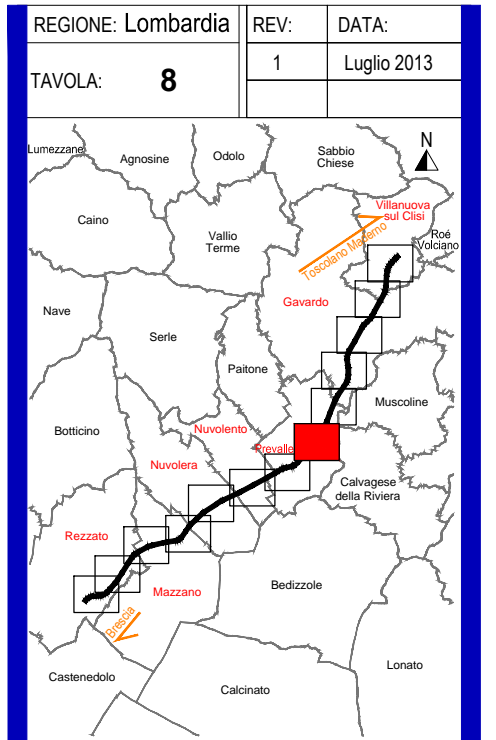 REGIONE: Lombardia
REV:
DATA:
TAVOLA: 8
1
Luglio 2013
Lumezzane
Agnosine
Odolo
Sabbio
Chiese
N
Caino
Vallio
Terme
Villanuova
sul Clisi
Roé
Volciano
Toscolano Maderno
Gavardo
Nave
Serle
Paitone
Muscoline
Botticino
Nuvolento
Prevalle
Nuvolera
Calvagese
della Riviera
Rezzato
Mazzano
Bedizzole
Brescia
Castenedolo
Calcinato
Lonato